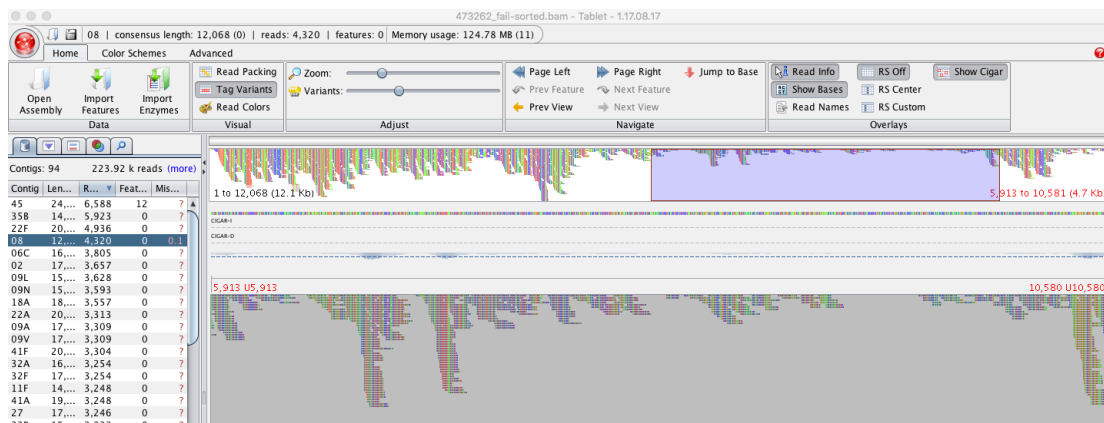 473262_fail-sorted.bam - Tablet - 1.17.08.17
08 | consensus length: 12,068 (0) | reads: 4,320 | features: 0 Memory usage: 124.78 MB (11)
Home Color Schemes Advanced
Open Assembly Import Features Import Enzymes
Data
Read Packing
Tag Variants
Read Colors
Visual
Zoom:
Variants:
Adjust
Page Left Page Right Jump to Base
Prev Feature Next Feature
Prev View Next View
Navigate
Read Info RS Off Show Cigar
Show Bases RS Center
Read Names RS Custom
Overlays
Contigs: 94 223.92 k reads (more)
Contig Len... R... Feat... Mis...
45 24,... 6,588 12 ?
35B 14,... 5,923 0 ?
22F 20,... 4,936 0 ?
08 12,... 4,320 0 0.1
06C 16,... 3,805 0 ?
02 17,... 3,657 0 ?
09L 15,... 3,628 0 ?
09N 15,... 3,593 0 ?
18A 18,... 3,557 0 ?
22A 20,... 3,313 0 ?
09A 17,... 3,309 0 ?
09V 17,... 3,309 0 ?
41F 20,... 3,304 0 ?
32A 16,... 3,254 0 ?
32F 17,... 3,254 0 ?
11F 14,... 3,248 0 ?
41A 19,... 3,248 0 ?
27 17,... 3,246 0 ?
1 to 12,068 (12.1 Kb) 5,913 to 10,581 (4.7 Kb)
CIGAR-I
CIGAR-D
5,913 U5,913 10,580 U10,580